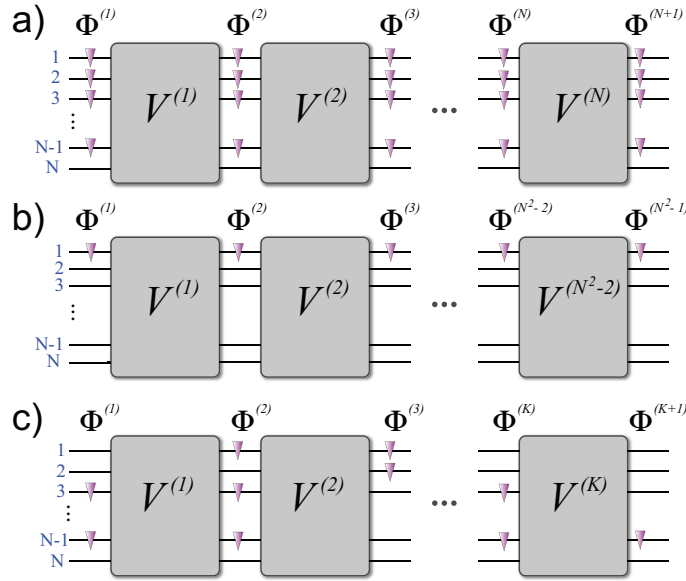 a) Φ(1) Φ(2) Φ(3) Φ(N) Φ(N+1)
1
2
3
⋮
N-1
N
V(1) V(2) ... V(N)
b) Φ(1) Φ(2) Φ(3) Φ(N²-2) Φ(N²-1)
1
2
3
⋮
N-1
N
V(1) V(2) ... V(N²-2)
c) Φ(1) Φ(2) Φ(3) Φ(K) Φ(K+1)
1
2
3
⋮
N-1
N
V(1) V(2) ... V(K)